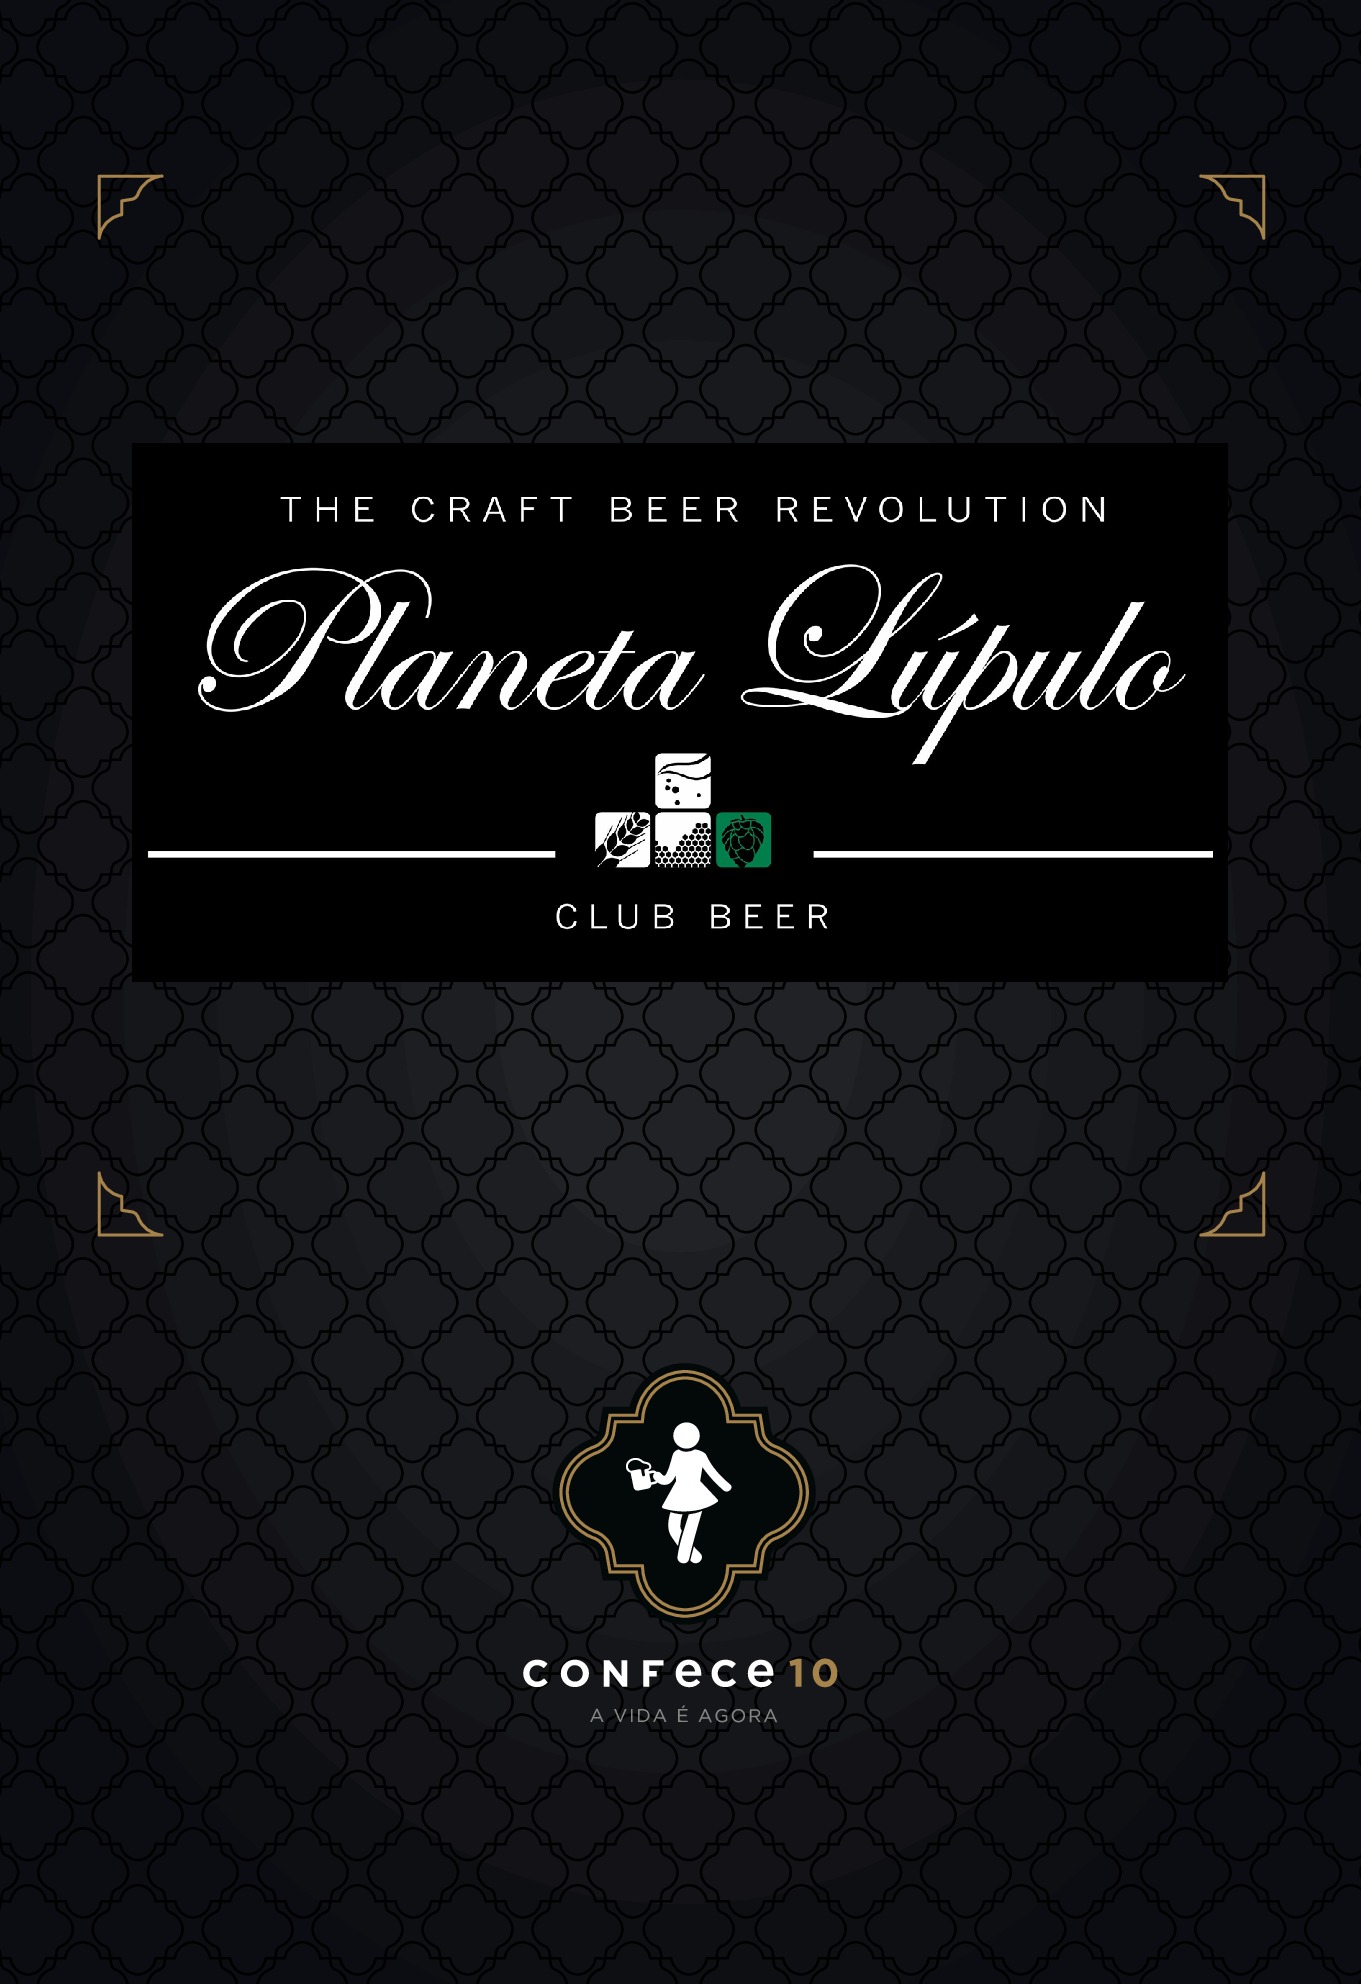 THE CRAFT BEER REVOLUTION
Planeta Lúpulo
CLUB BEER
CONFECE10
A VIDA É AGORA